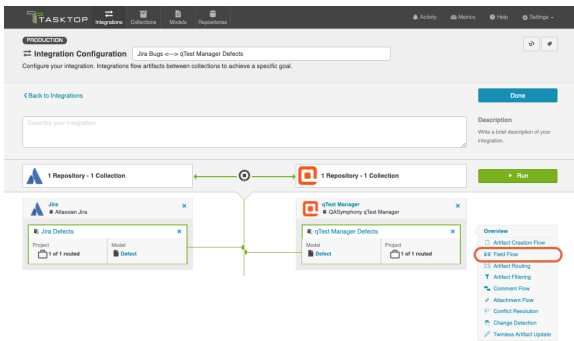 TASKTOP
Integrations
Collections
Models
Repositories
Activity
Metrics
Help
Settings
PRODUCTION
Integration Configuration
Jira Bugs <---> qTest Manager Defects
Configure your integration. Integrations flow artifacts between collections to achieve a specific goal.
Back to Integrations
Done
Describe your integration
Description
Write a brief description of your
integration.
1 Repository - 1 Collection
1 Repository - 1 Collection
Run
Jira
Atlassian Jira
qTest Manager
QASymphony qTest Manager
Jira Defects
Project
1 of 1 routed
Model
Defect
qTest Manager Defects
Model
Defect
Project
1 of 1 routed
Overview
Artifact Creation Flow
Field Flow
Artifact Routing
Artifact Filtering
Comment Flow
Attachment Flow
Conflict Resolution
Change Detection
Twinless Artifact Update